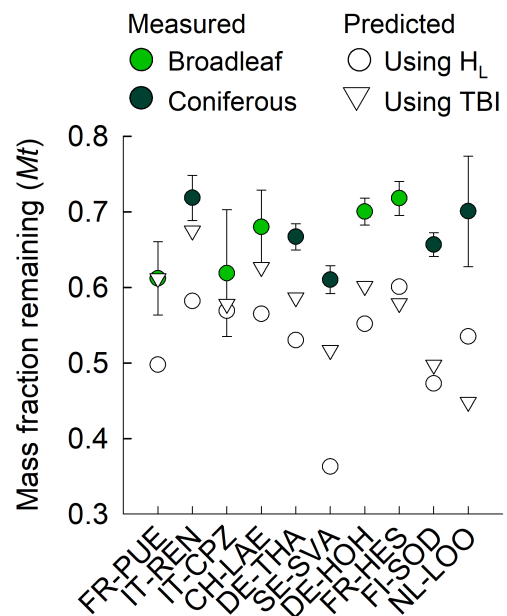 Measured Predicted
Broadleaf Using H_L
Coniferous Using TBI
Mass fraction remaining (Mt)
0.8
0.7
0.6
0.5
0.4
0.3
FR-PUE
IT-REN
IT-CPZ
CH-LAE
DE-THA
SE-SVA
DE-HOH
FR-HES
FI-SOD
NL-LOO